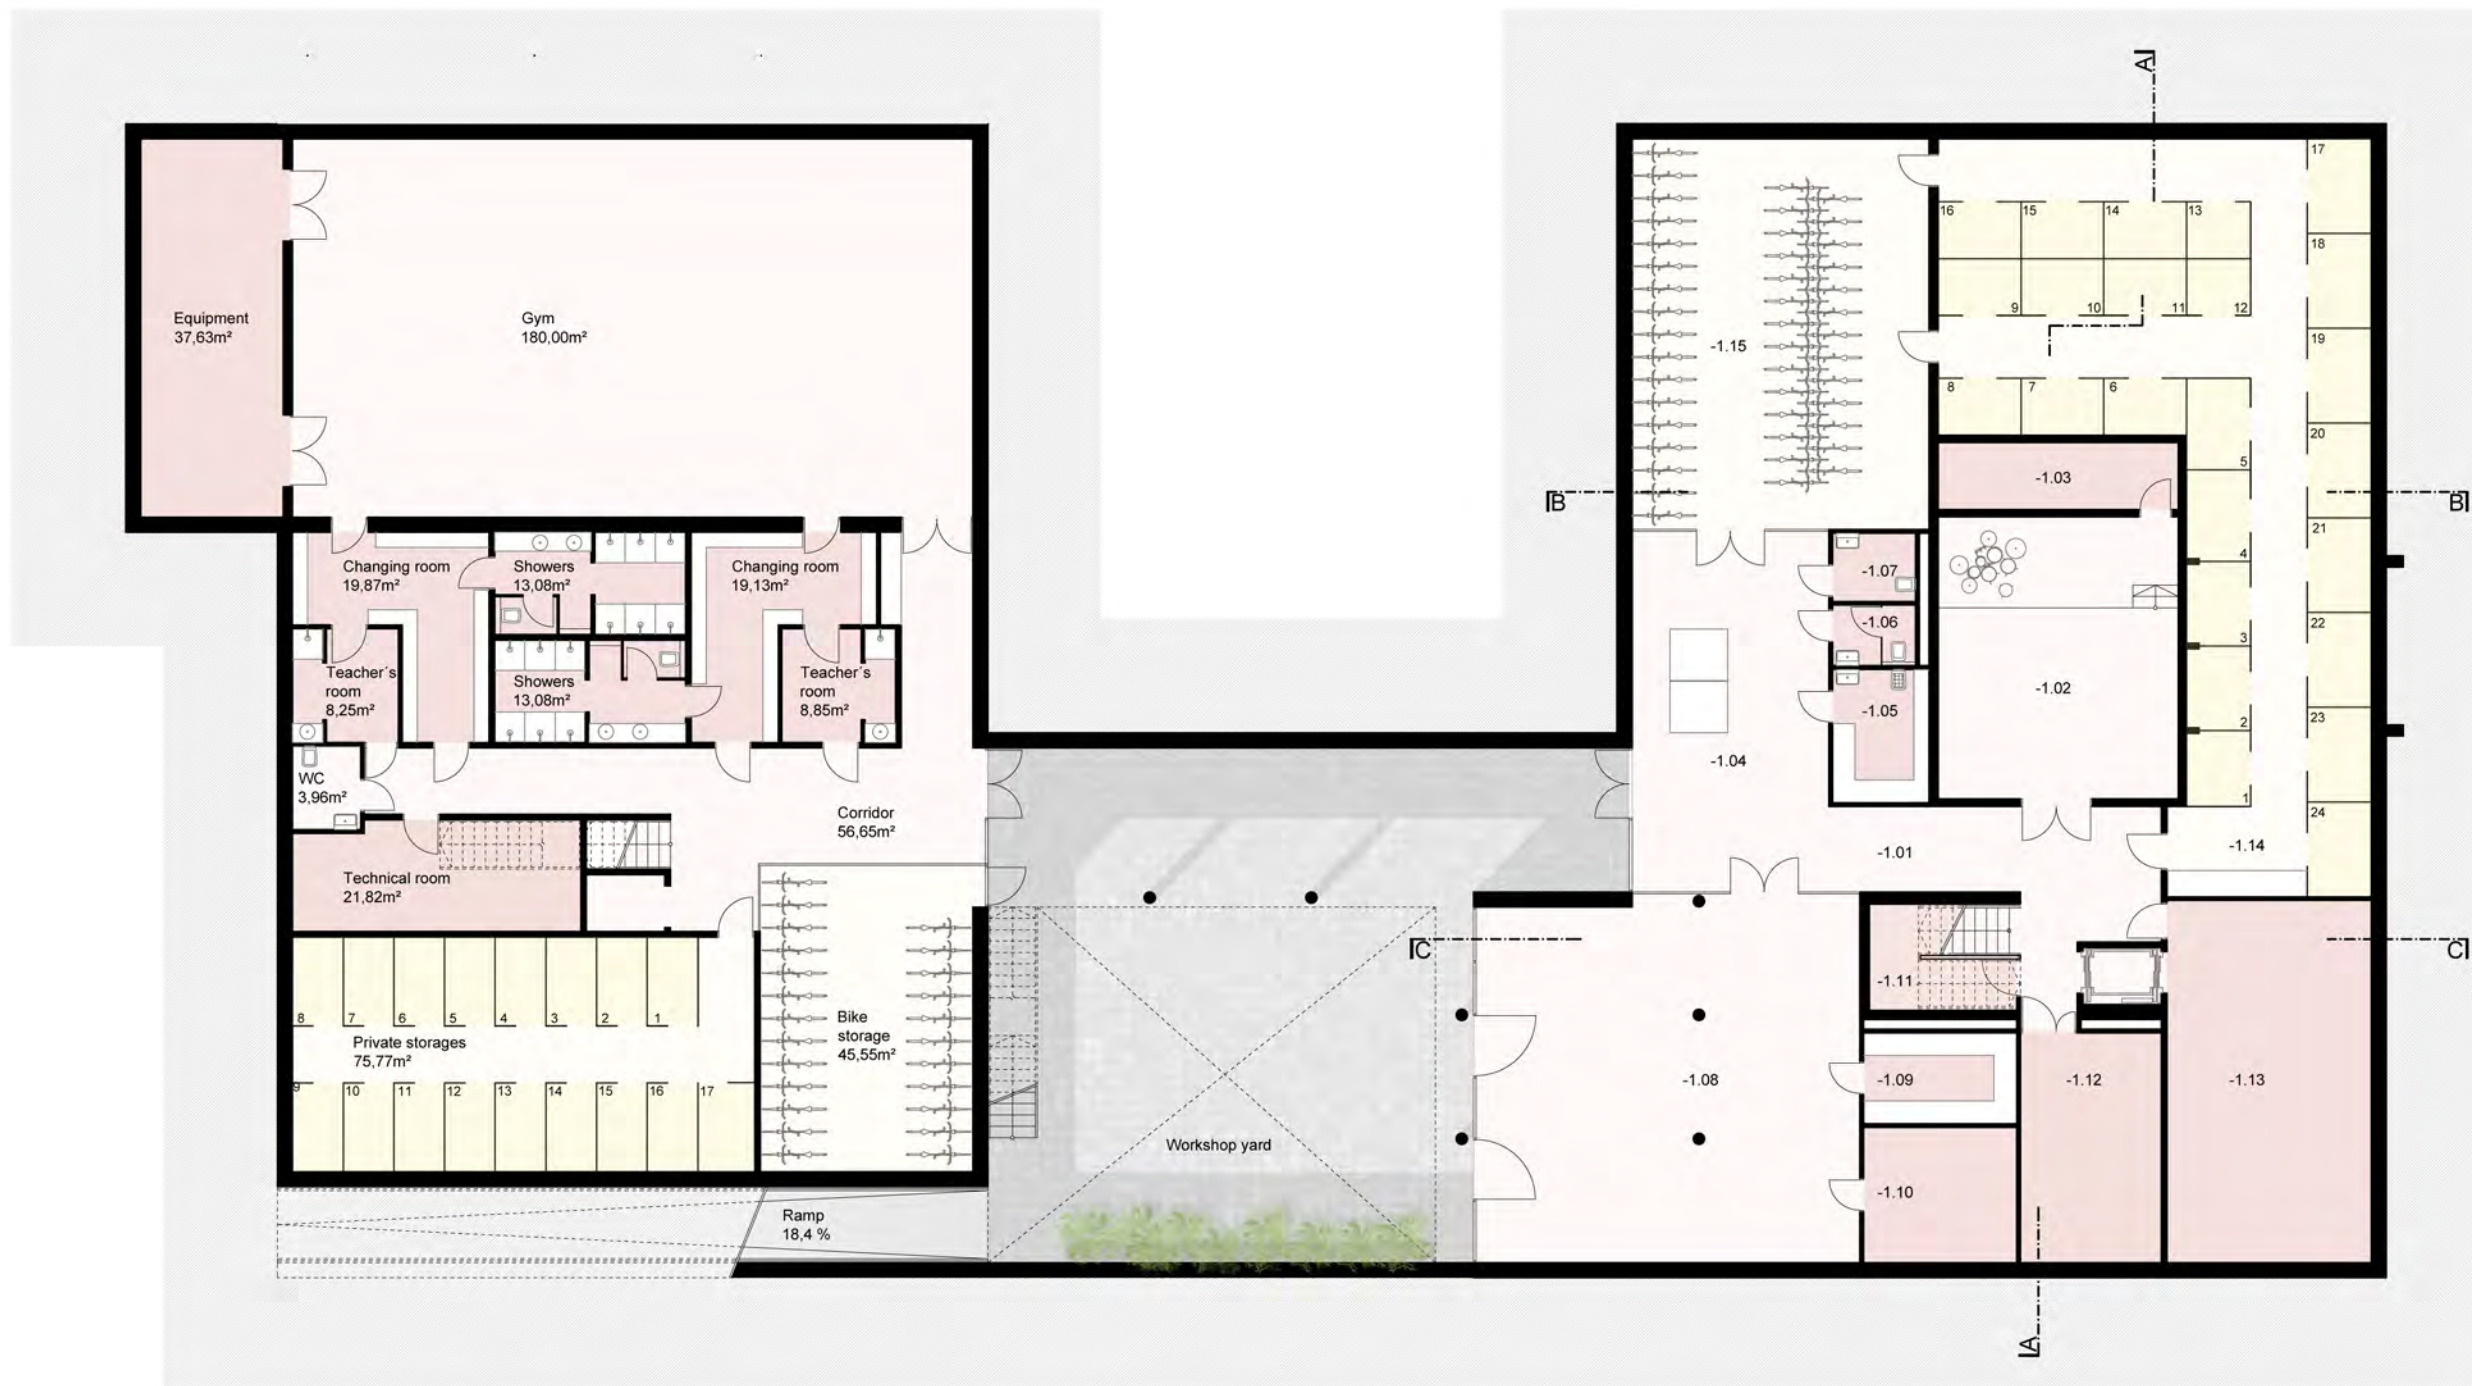 A
17
16
15
14
13
18
9
10
11
12
Equipment
37,63m²
Gym
180,00m²
-1.15
19
8
7
6
20
5
-1.03
B
B
21
4
Changing room
19,87m²
Showers
13,08m²
Changing room
19,13m²
-1.07
-1.06
22
3
Teacher´s
room
8,25m²
Showers
13,08m²
Teacher´s
room
8,85m²
-1.05
-1.02
2
23
WC
3,96m²
-1.04
1
24
Corridor
56,65m²
-1.01
-1.14
Technical room
21,82m²
C
C
-1.11
8
7
6
5
4
3
2
1
Private storages
75,77m²
Bike
storage
45,55m²
9
10
11
12
13
14
15
16
17
-1.08
-1.09
-1.12
-1.13
Workshop yard
-1.10
Ramp
18,4 %
A